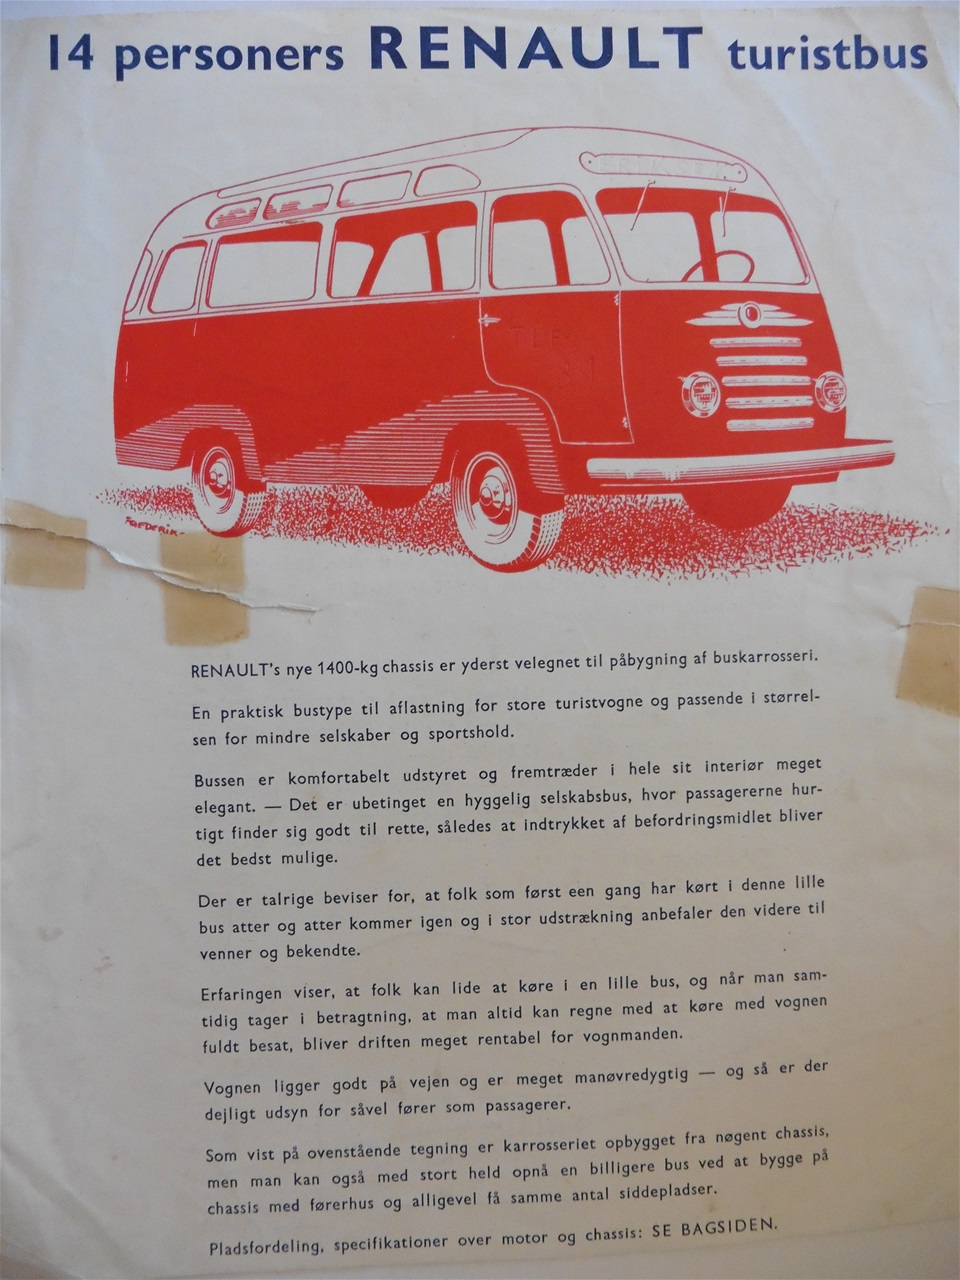 14 personers RENAULT turistbus
FREDERIK
RENAULT's nye 1400-kg chassis er yderst velegnet til påbygning af buskarrosseri.
En praktisk bustype til aflastning for store turistvogne og passende i størrel-
sen for mindre selskaber og sportshold.
Bussen er komfortabelt udstyret og fremtræder i hele sit interiør meget
elegant. — Det er ubetinget en hyggelig selskabsbus, hvor passagererne hur-
tigt finder sig godt til rette, således at indtrykket af befordringsmidlet bliver
det bedst mulige.
Der er talrige beviser for, at folk som først een gang har kørt i denne lille
bus atter og atter kommer igen og i stor udstrækning anbefaler den videre til
venner og bekendte.
Erfaringen viser, at folk kan lide at køre i en lille bus, og når man sam-
tidig tager i betragtning, at man altid kan regne med at køre med vognen
fuldt besat, bliver driften meget rentabel for vognmanden.
Vognen ligger godt på vejen og er meget manøvredygtig — og så er der
dejligt udsyn for såvel fører som passagerer.
Som vist på ovenstående tegning er karrosseriet opbygget fra nøgent chassis,
men man kan også med stort held opnå en billigere bus ved at bygge på
chassis med førerhus og alligevel få samme antal siddepladser.
Pladsfordeling, specifikationer over motor og chassis: SE BAGSIDEN.